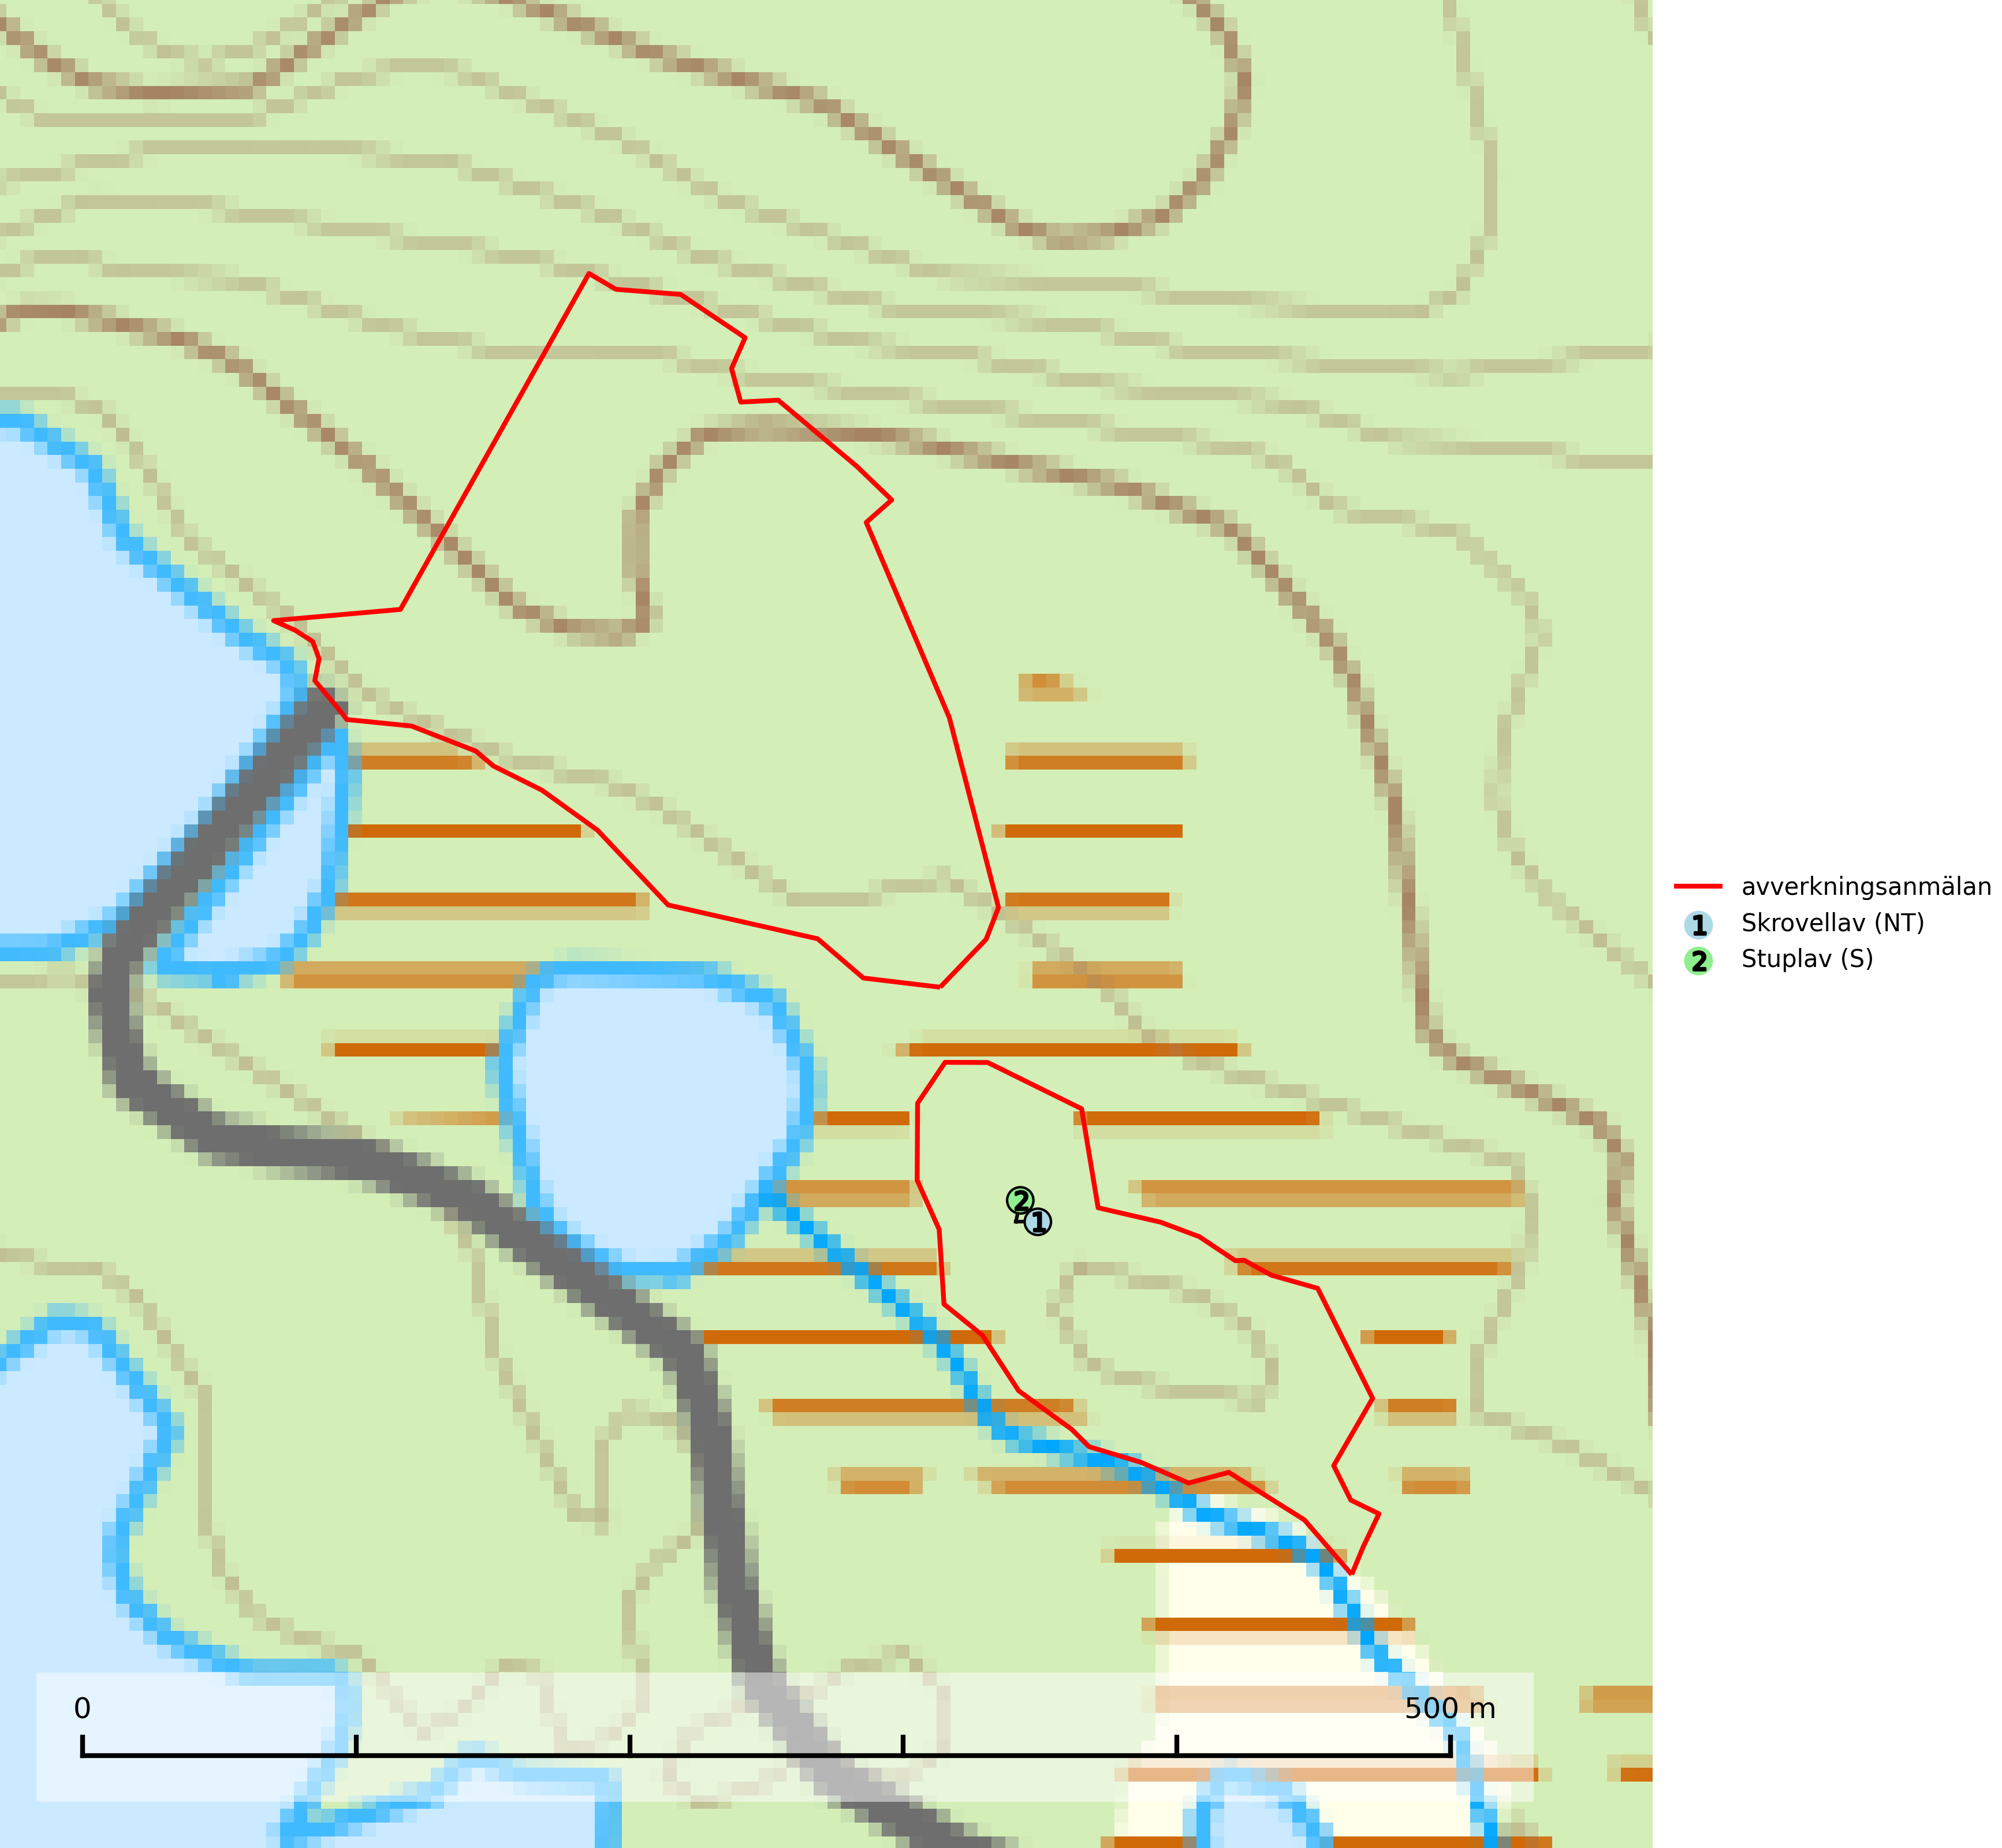 2
1
avverkningsanmälan
1 Skrovellav (NT)
2 Stuplav (S)
0 500 m